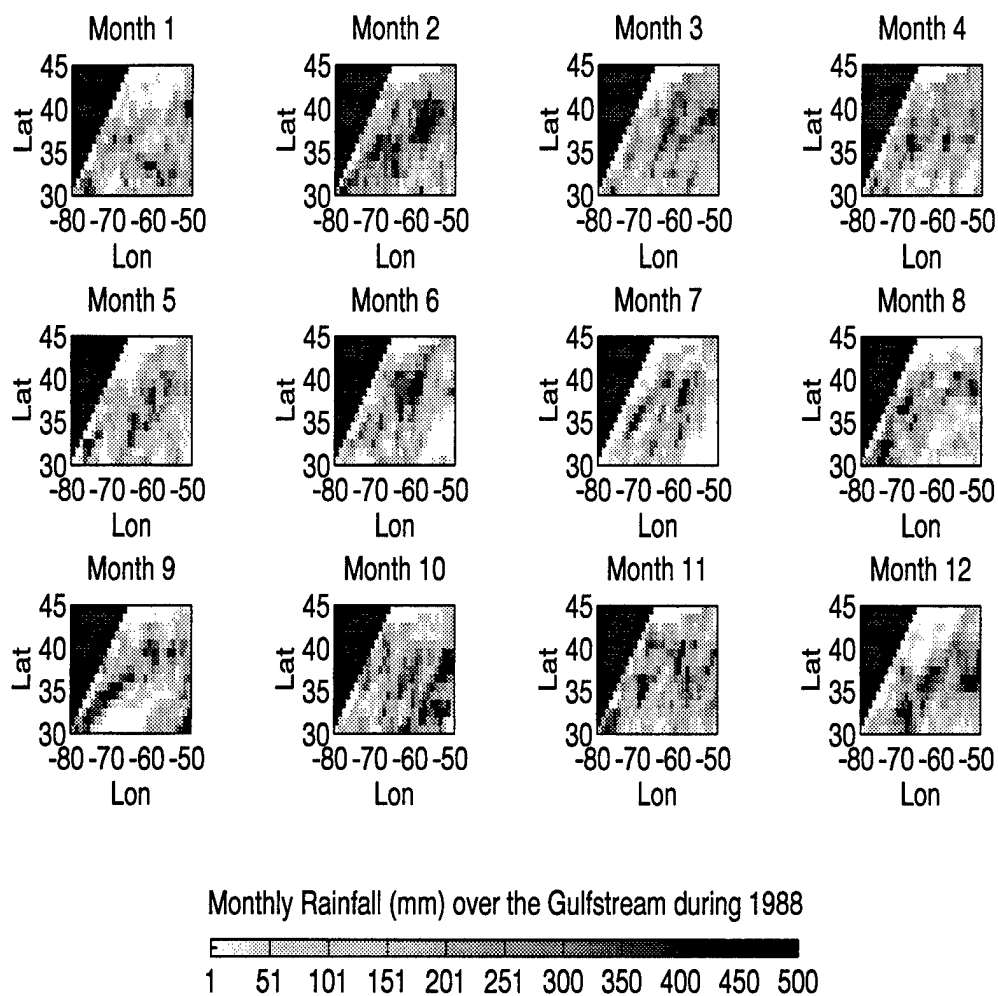 Month 1 Month 2 Month 3 Month 4
45 45 45 45
40 40 40 40
Lat Lat Lat Lat
35 35 35 35
30 30 30 30
-80 -70 -60 -50 -80 -70 -60 -50 -80 -70 -60 -50 -80 -70 -60 -50
Lon Lon Lon Lon
Month 5 Month 6 Month 7 Month 8
45 45 45 45
40 40 40 40
Lat Lat Lat Lat
35 35 35 35
30 30 30 30
-80 -70 -60 -50 -80 -70 -60 -50 -80 -70 -60 -50 -80 -70 -60 -50
Lon Lon Lon Lon
Month 9 Month 10 Month 11 Month 12
45 45 45 45
40 40 40 40
Lat Lat Lat Lat
35 35 35 35
30 30 30 30
-80 -70 -60 -50 -80 -70 -60 -50 -80 -70 -60 -50 -80 -70 -60 -50
Lon Lon Lon Lon
Monthly Rainfall (mm) over the Gulfstream during 1988
1 51 101 151 201 251 300 350 400 450 500